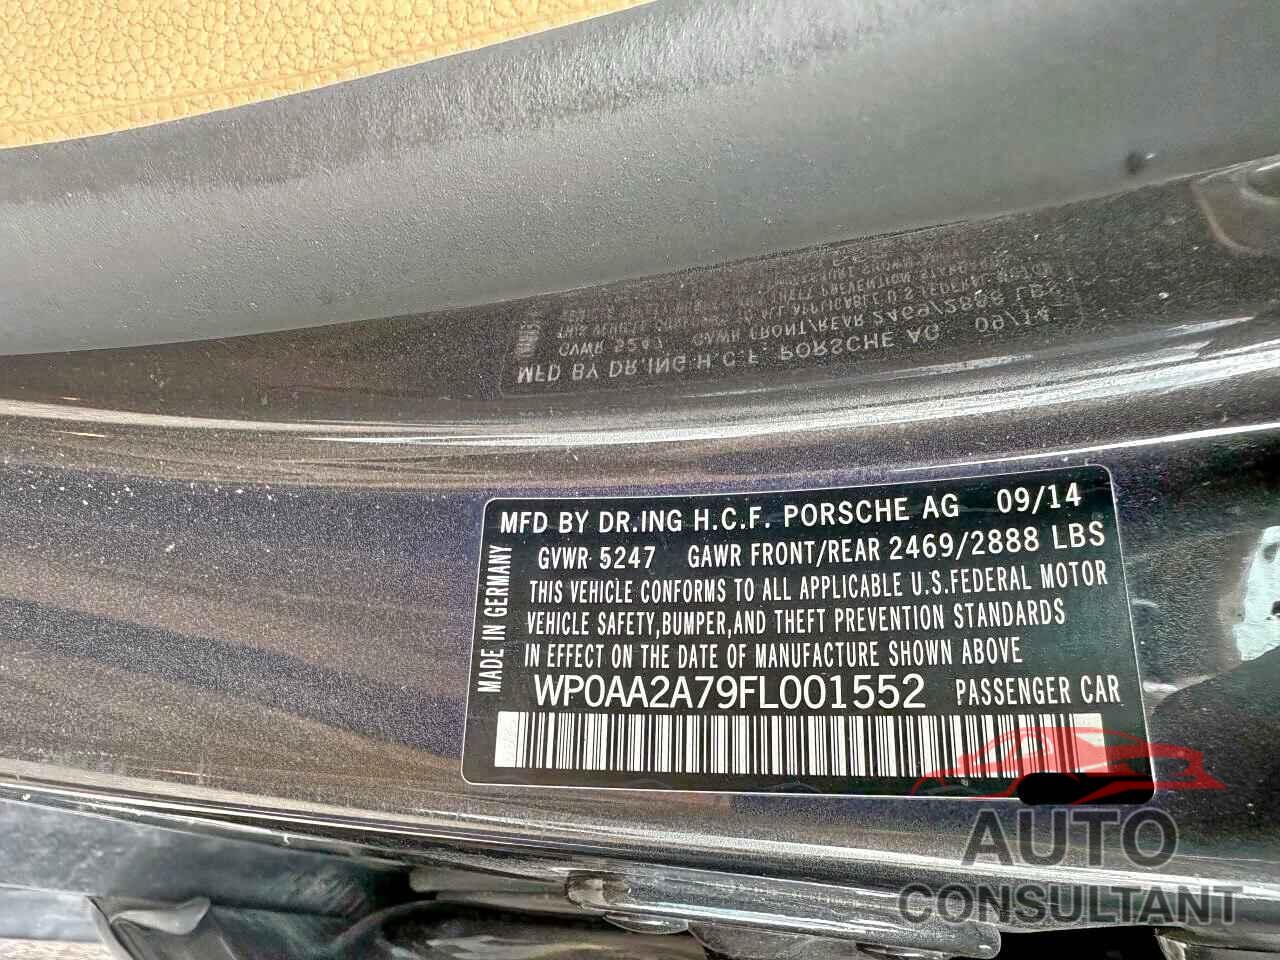 MFD BY DR.ING H.C.F. PORSCHE AG 09/14
GVWR 5247 GAWR FRONT/REAR 2469/2888 LBS
THIS VEHICLE CONFORMS TO ALL APPLICABLE U.S.FEDERAL MOTOR
VEHICLE SAFETY,BUMPER,AND THEFT PREVENTION STANDARDS
IN EFFECT ON THE DATE OF MANUFACTURE SHOWN ABOVE
WP0AA2A79FL001552 PASSENGER CAR
MADE IN GERMANY
AUTO
CONSULTANT